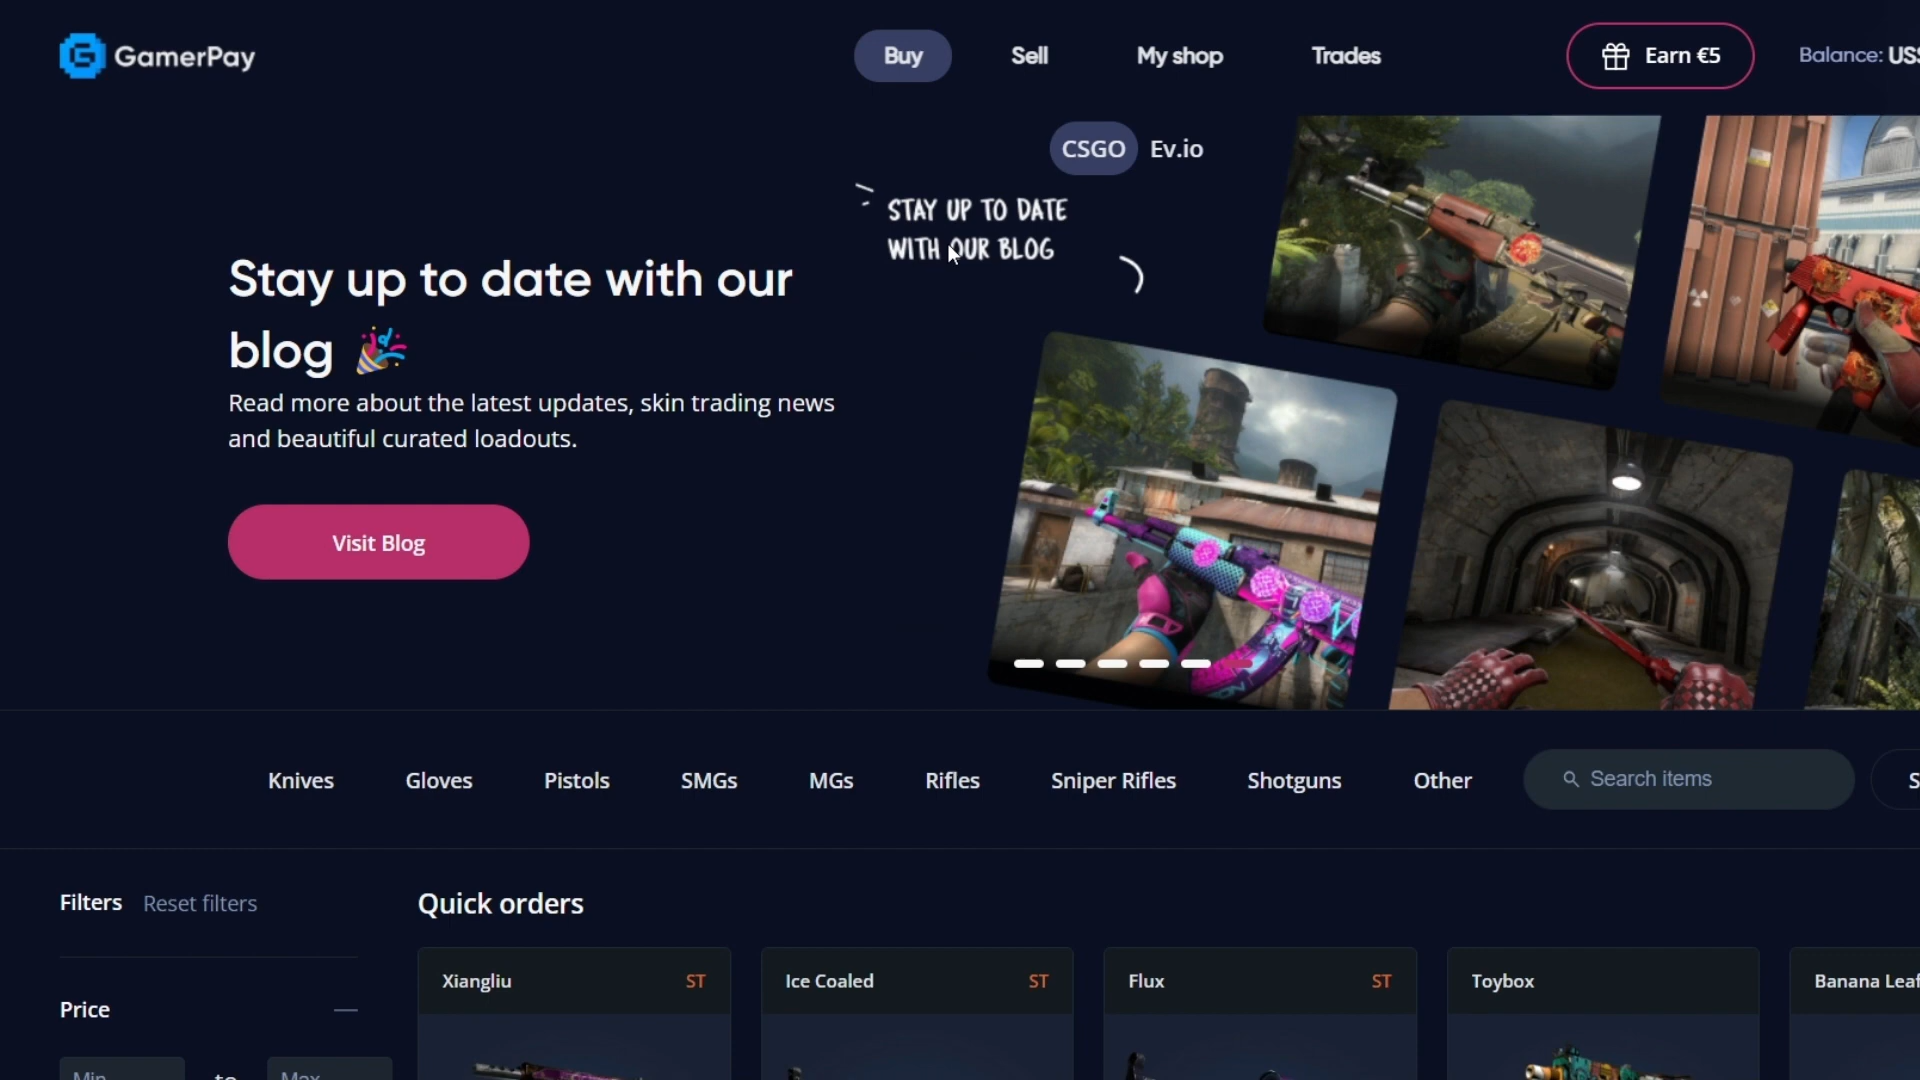 GamerPay
Buy
Sell
My shop
Trades
Earn €5
Balance: US$
CSGO
Ev.io
STAY UP TO DATE
WITH OUR BLOG
Stay up to date with our
blog
Read more about the latest updates, skin trading news
and beautiful curated loadouts.
Visit Blog
Knives
Gloves
Pistols
SMGs
MGs
Rifles
Sniper Rifles
Shotguns
Other
Search items
Filters
Reset filters
Quick orders
Xiangliu
ST
Ice Coaled
ST
Flux
ST
Toybox
Banana Leaf
Price
Min
to
Max